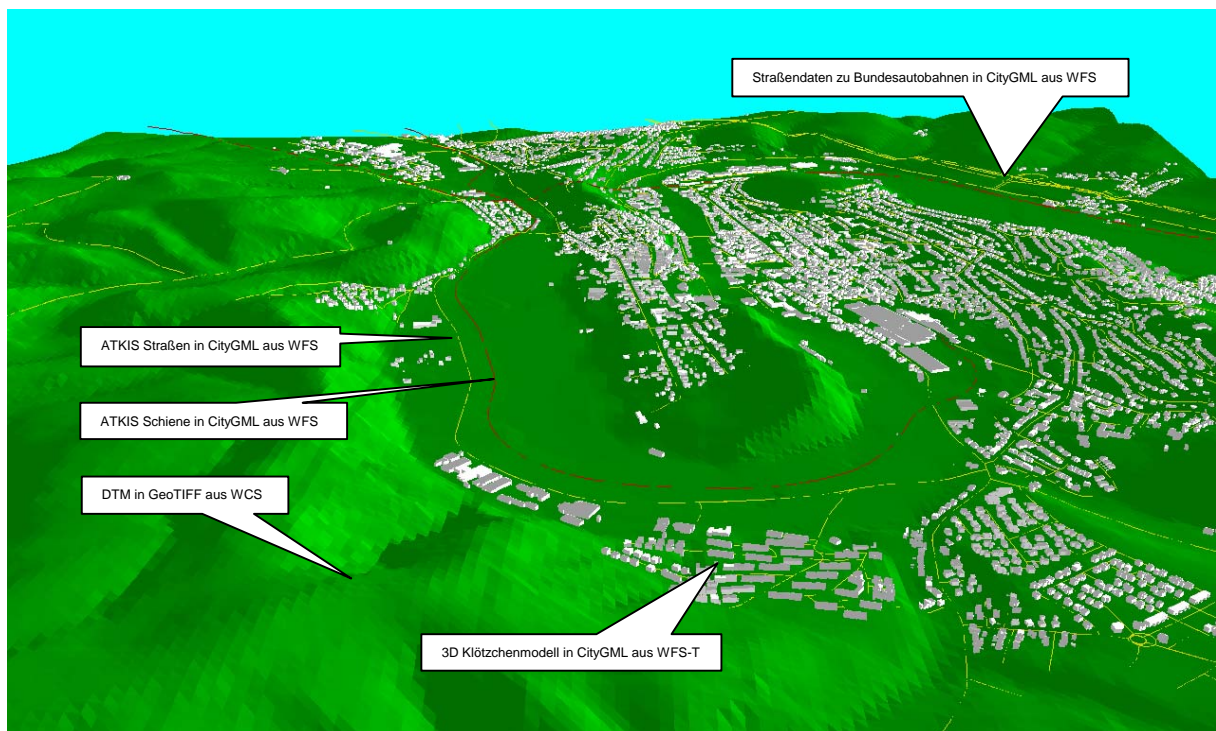 Straßendaten zu Bundesautobahnen in CityGML aus WFS
ATKIS Straßen in CityGML aus WFS
ATKIS Schiene in CityGML aus WFS
DTM in GeoTIFF aus WCS
3D Klötzchenmodell in CityGML aus WFS-T